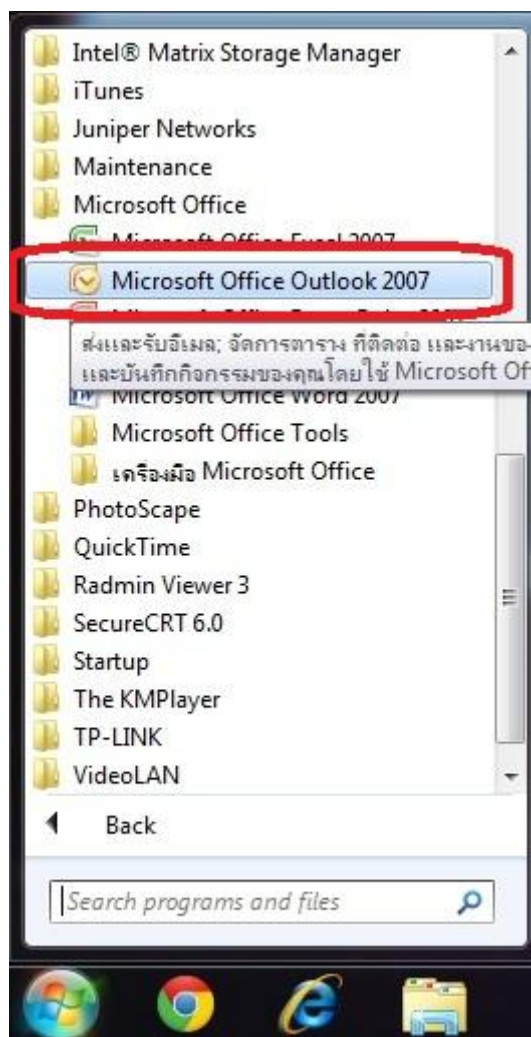 Intel® Matrix Storage Manager
iTunes
Juniper Networks
Maintenance
Microsoft Office
Microsoft Office Excel 2007
Microsoft Office Outlook 2007
ส่งและรับอีเมล; จัดการตาราง ที่ติดต่อ และงานขอ
และบันทึกกิจกรรมของคุณโดยใช้ Microsoft Of
Microsoft Office Word 2007
Microsoft Office Tools
เครื่องมือ Microsoft Office
PhotoScape
QuickTime
Radmin Viewer 3
SecureCRT 6.0
Startup
The KMPlayer
TP-LINK
VideoLAN
Back
Search programs and files